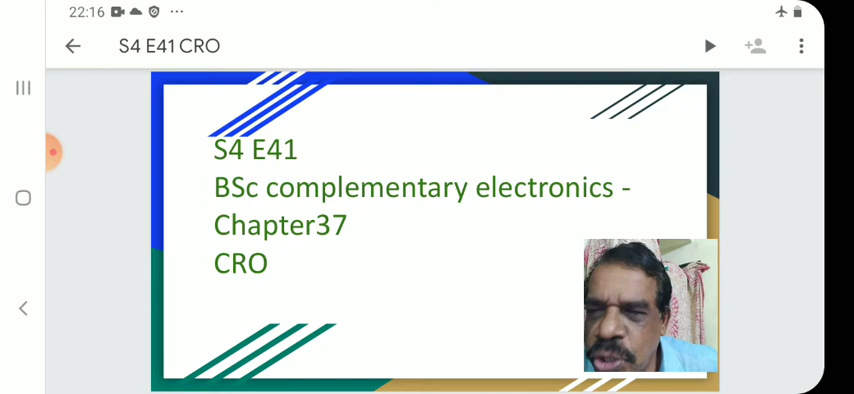 22:16
S4 E41 CRO
S4 E41
BSc complementary electronics -
Chapter37
CRO